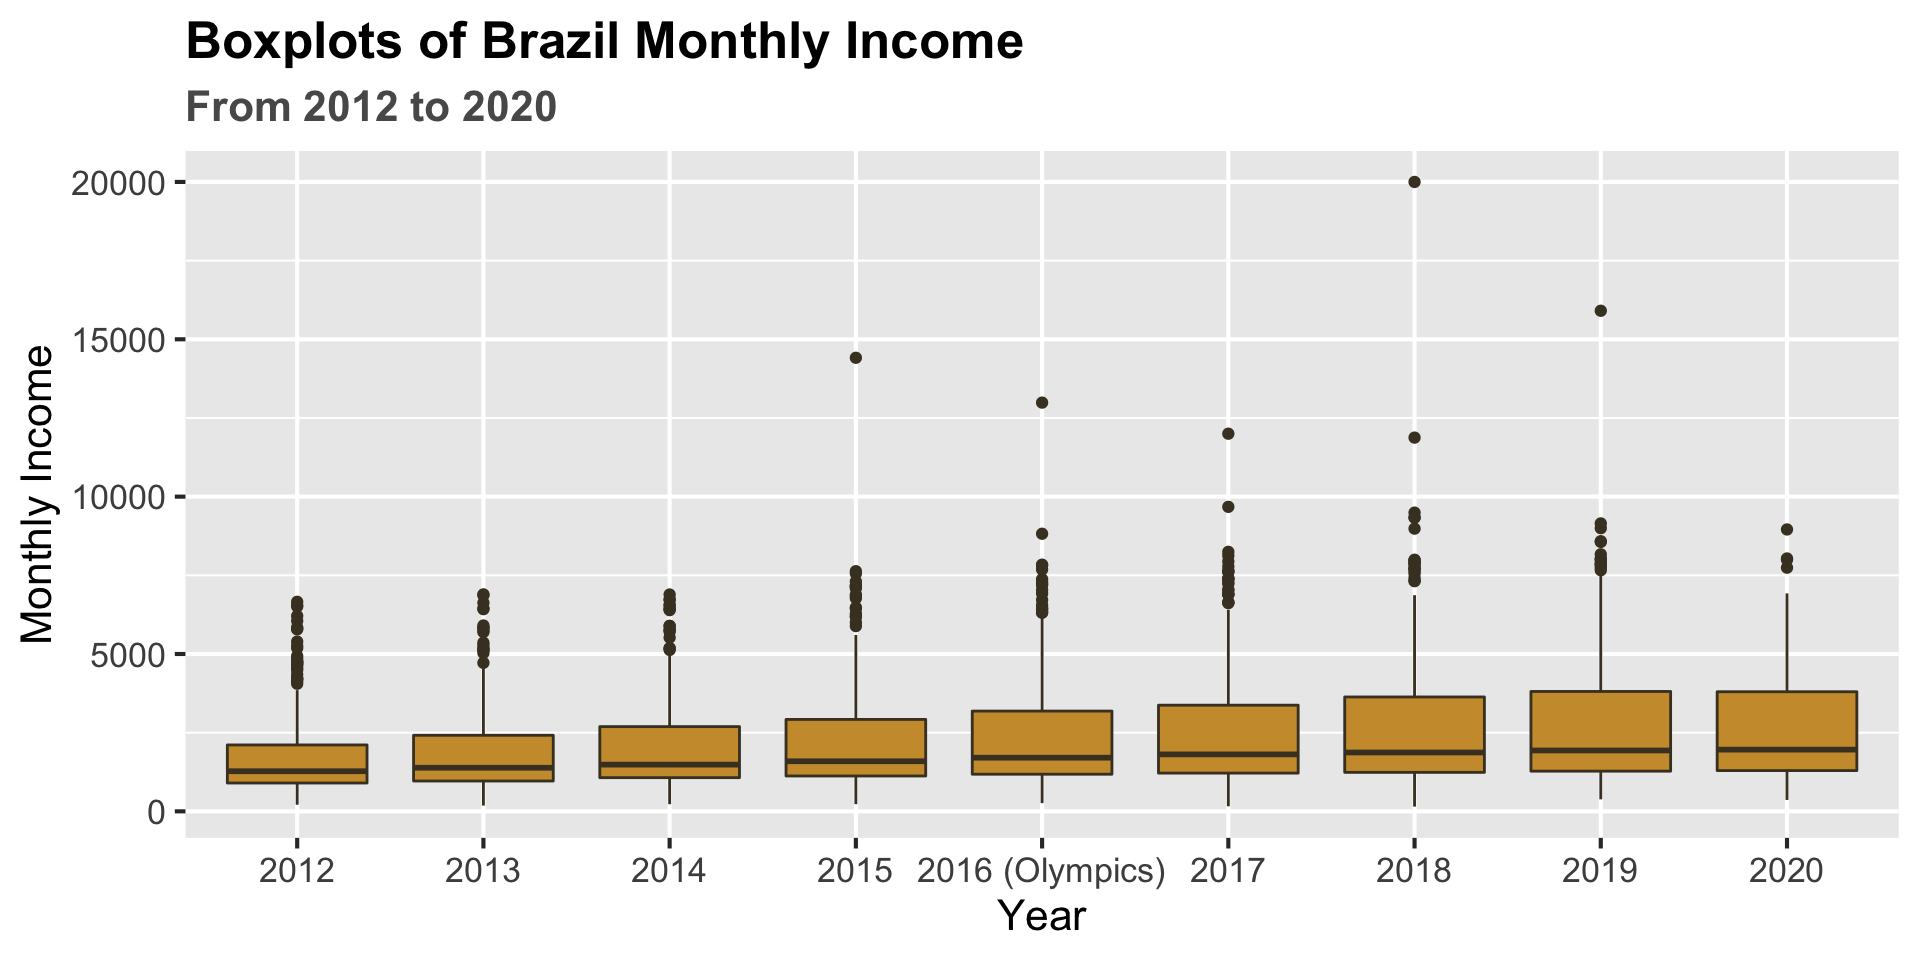 Boxplots of Brazil Monthly Income
From 2012 to 2020
Monthly Income
20000
15000
10000
5000
0
2012 2013 2014 2015 2016 (Olympics) 2017 2018 2019 2020
Year